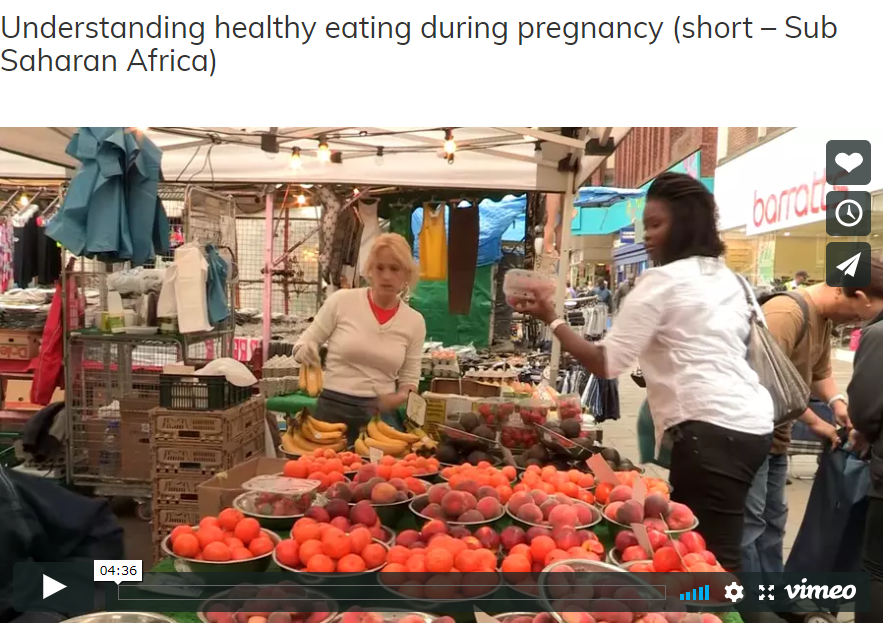 Understanding healthy eating during pregnancy (short – Sub
Saharan Africa)
barratts
04:36
vimeo